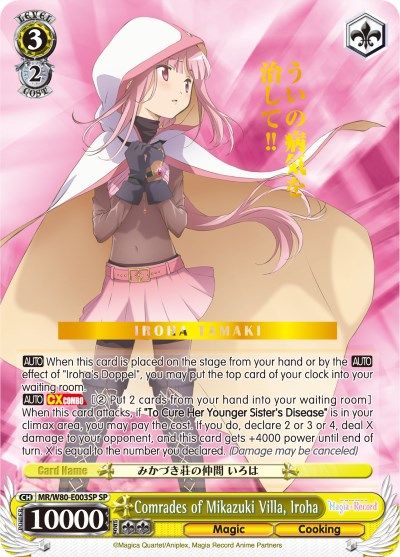 LEVEL
3
2
COST
ういの病気を
治して!!
IROHA TAMAKI
AUTO When this card is placed on the stage from your hand or by the AUTO
effect of "Iroha's Doppel", you may put the top card of your clock into your
waiting room.
AUTO CXCOMBO [② Put 2 cards from your hand into your waiting room]
When this card attacks, if "To Cure Her Younger Sister's Disease" is in your
climax area, you may pay the cost. If you do, declare 2 or 3 or 4, deal X
damage to your opponent, and this card gets +4000 power until end of
turn. X is equal to the number you declared. (Damage may be canceled)
Card Name みかづき荘の仲間 いろは
CH MR/W80-E003SP SP
Comrades of Mikazuki Villa, Iroha
Magia Record
POWER 10000
Magic Cooking
©Magica Quartet/Aniplex, Magia Record Anime Partners